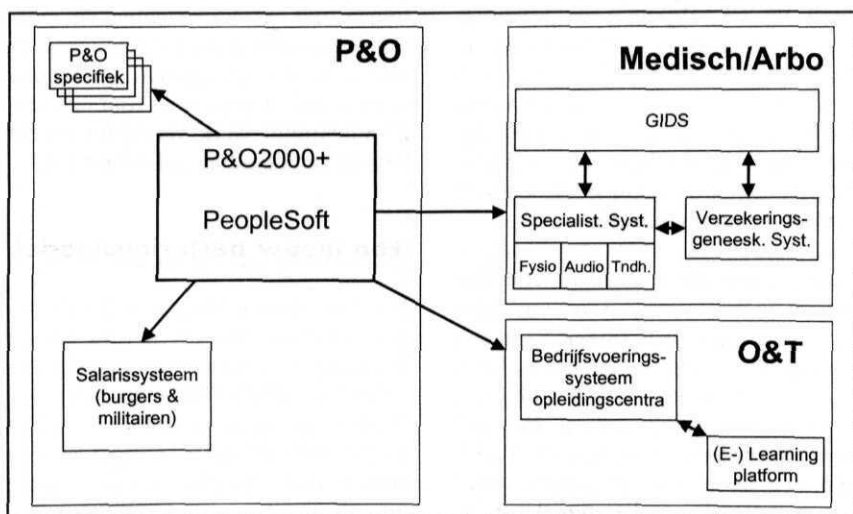 P&O
specifiek
P&O
P&O2000+
PeopleSoft
Salarissysteem
(burgers &
militairen)
Medisch/Arbo
GIDS
Specialist. Syst.
Fysio Audio Tndh.
Verzekerings-
geneesk. Syst.
O&T
Bedrijfsvoerings-
systeem
opleidingscentra
(E-) Learning
platform